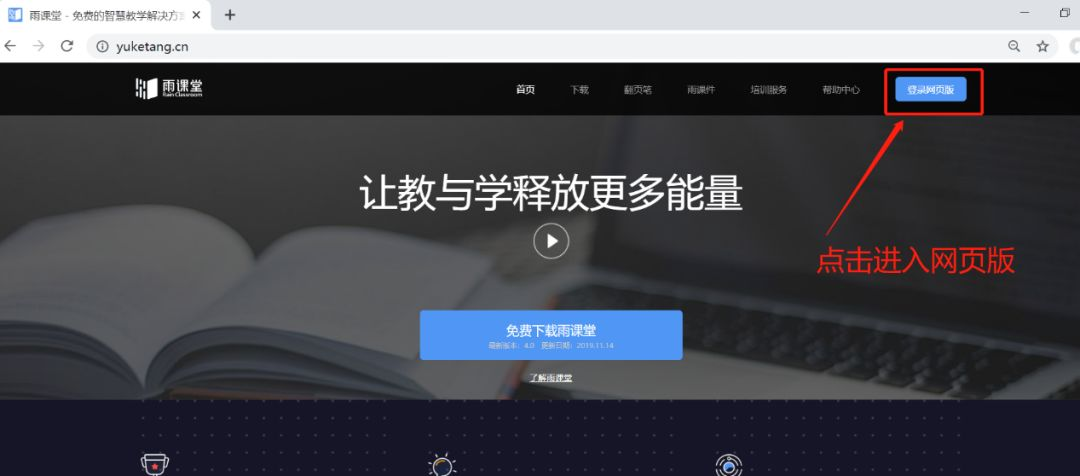 雨课堂 - 免费的智慧教学解决方案
yuketang.cn
雨课堂
Rain Classroom
首页 下载 翻页笔 雨课件 培训服务 帮助中心 登录网页版
让教与学释放更多能量
点击进入网页版
免费下载雨课堂
最新版本：4.0 更新日期：2019.11.14
了解雨课堂